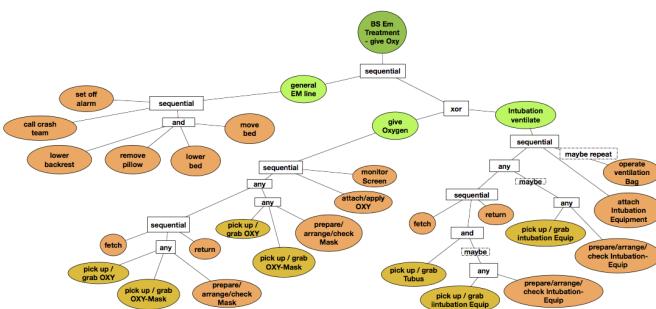 BS Em
Treatment
- give Oxy
sequential
general
EM line
xor
set off
alarm
sequential
Intubation
ventilate
call crash
team
and
move
bed
give
Oxygen
sequential
maybe repeat
lower
backrest
remove
pillow
lower
bed
sequential
monitor
Screen
any
operate
ventilation
Bag
any
maybe
any
attach/apply
OXY
sequential
any
attach
Intubation
Equipment
sequential
pick up /
grab OXY
prepare/
arrange/check
Mask
fetch
and
return
pick up / grab
intubation Equip
fetch
any
return
pick up / grab
OXY-Mask
maybe
prepare/arrange/
check Intubation-
Equip
pick up /
grab OXY
pick up / grab
Tubus
any
pick up / grab
OXY-Mask
prepare/
arrange/check
Mask
pick up / grab
iintubation Equip
prepare/arrange/
check Intubation-
Equip